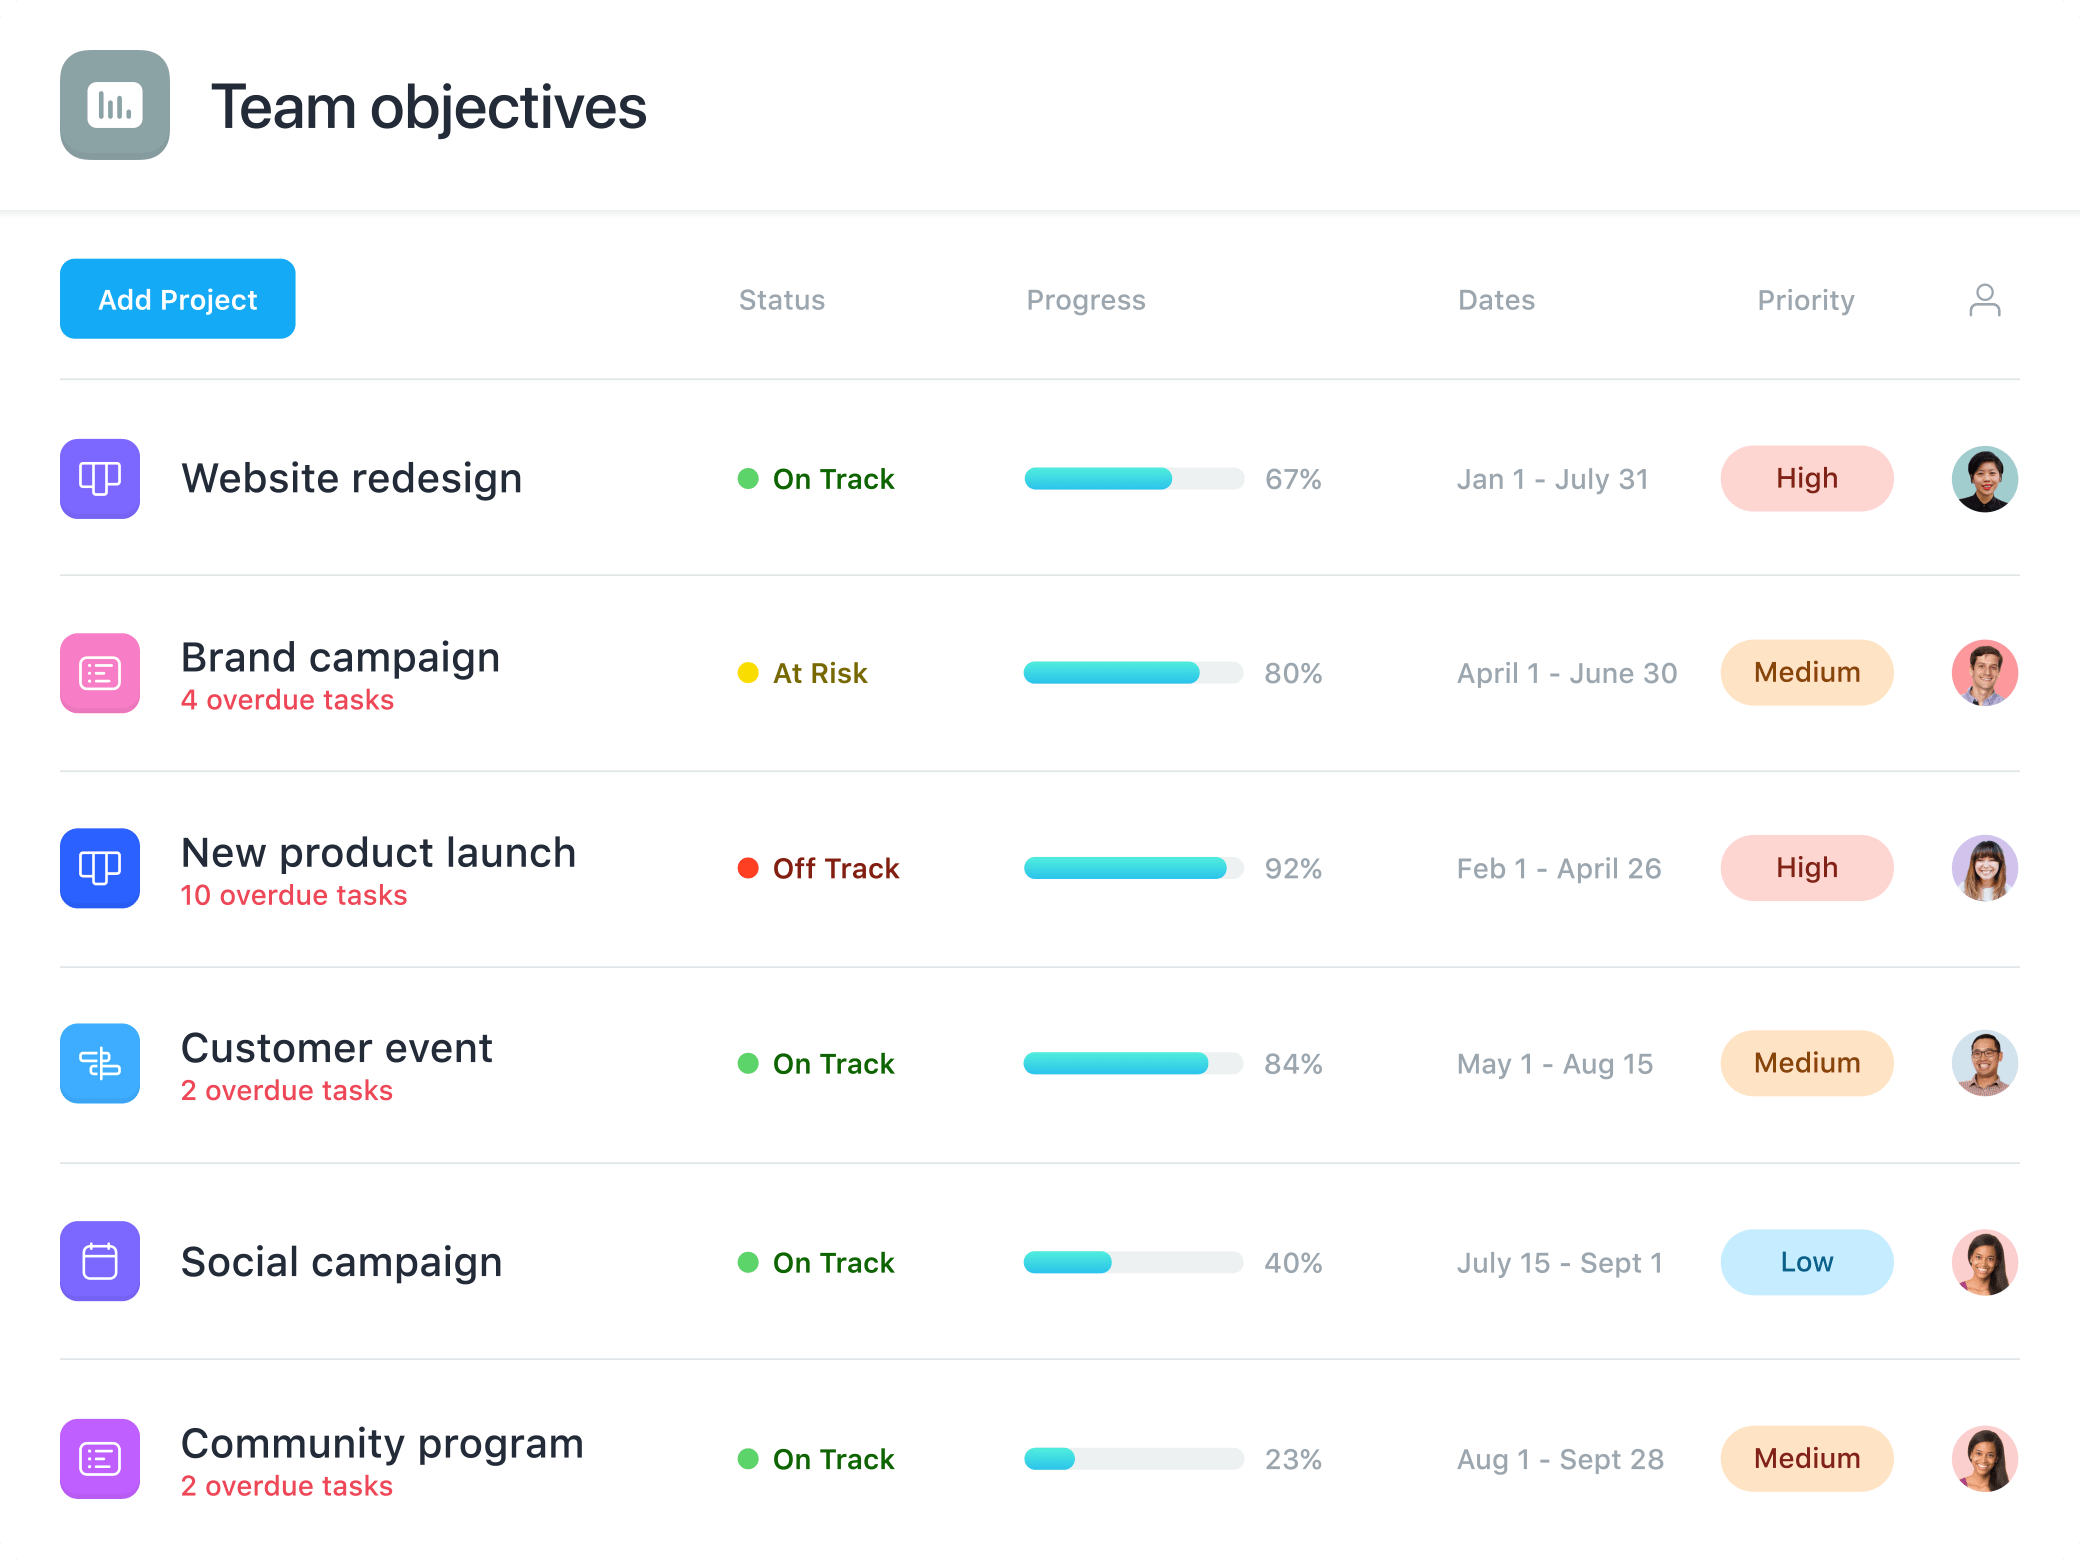 Team objectives
Add Project Status Progress Dates Priority
Website redesign On Track 67% Jan 1 - July 31 High
Brand campaign At Risk 80% April 1 - June 30 Medium
4 overdue tasks
New product launch Off Track 92% Feb 1 - April 26 High
10 overdue tasks
Customer event On Track 84% May 1 - Aug 15 Medium
2 overdue tasks
Social campaign On Track 40% July 15 - Sept 1 Low
Community program On Track 23% Aug 1 - Sept 28 Medium
2 overdue tasks